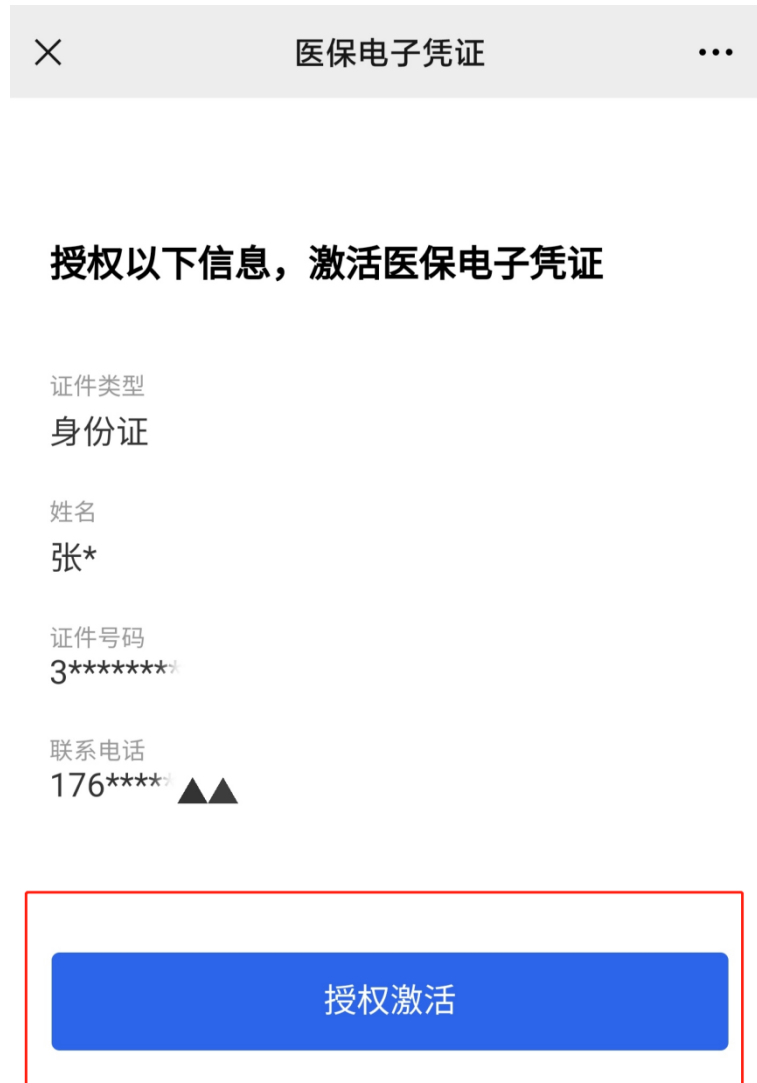 医保电子凭证
授权以下信息，激活医保电子凭证
证件类型
身份证
姓名
张*
证件号码
3********
联系电话
176*****
授权激活